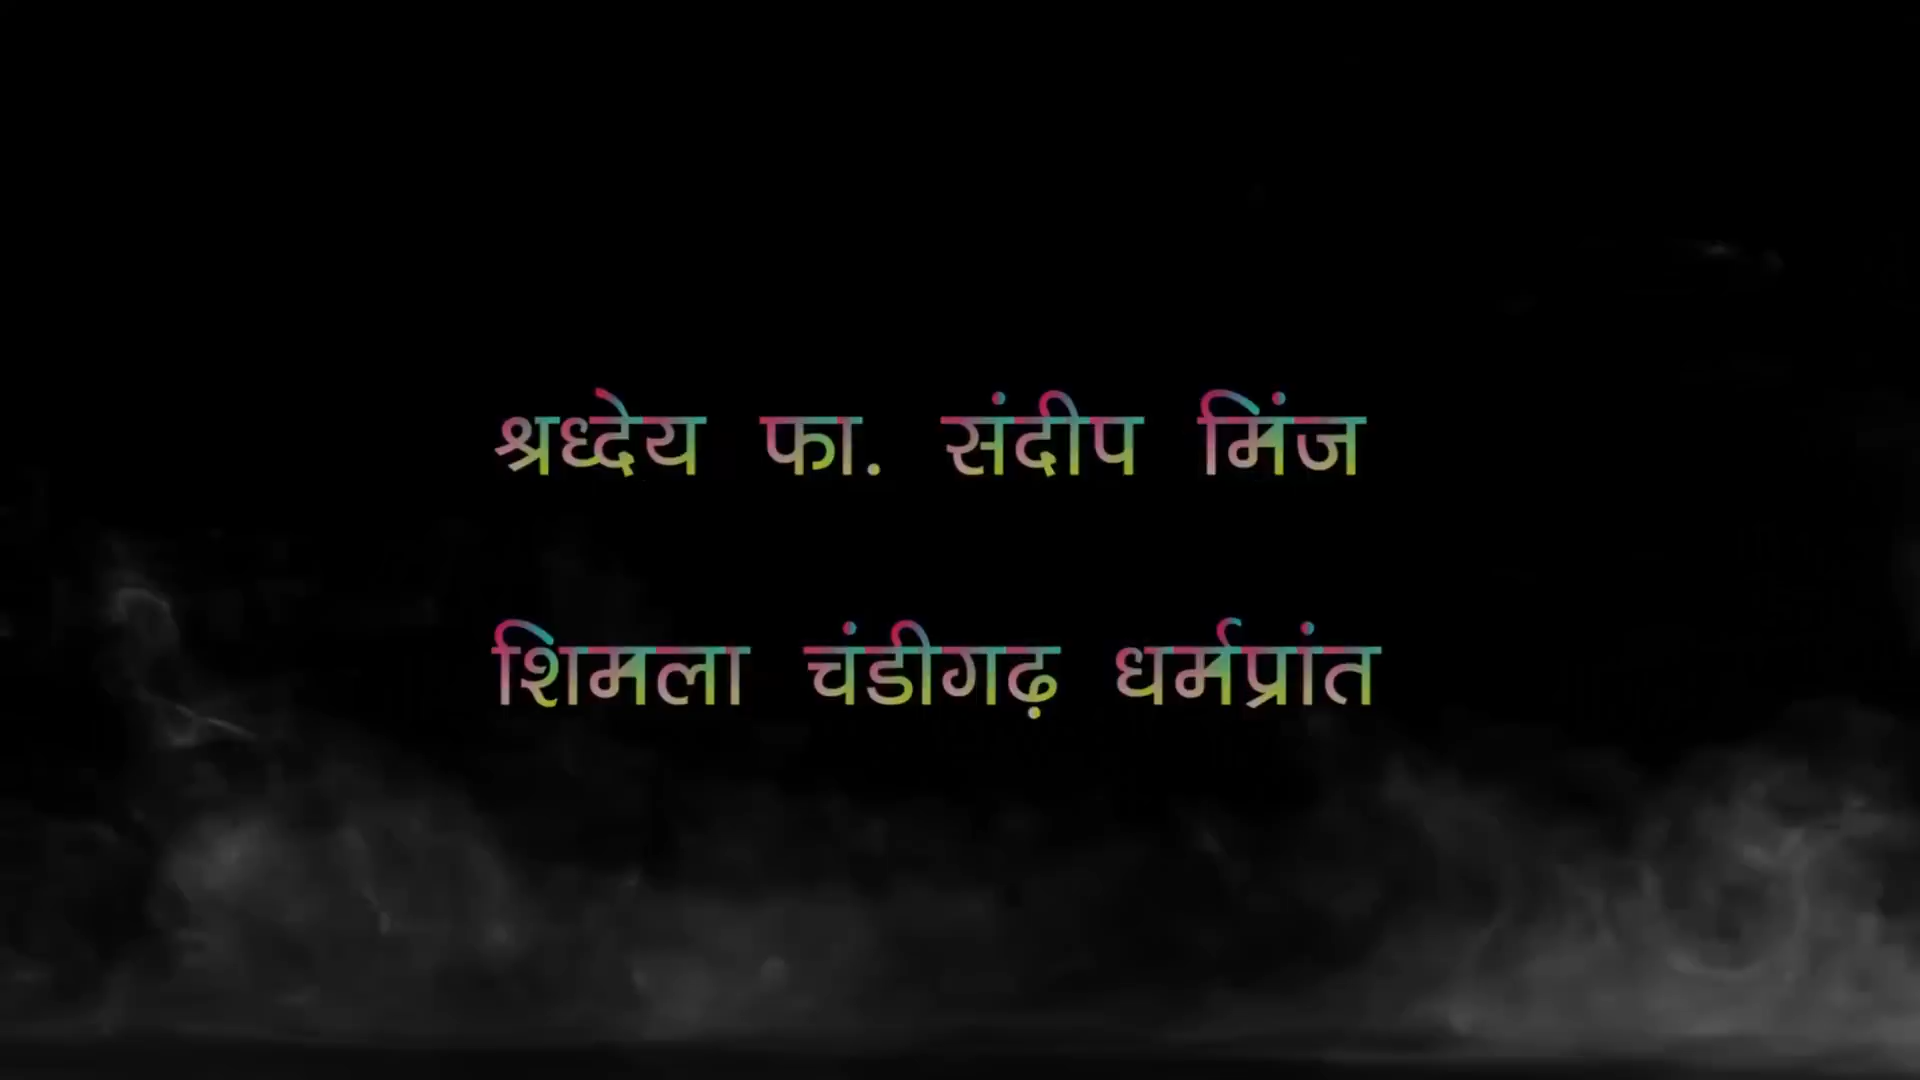 श्रध्देय फा. संदीप मिंज
शिमला चंडीगढ़ धर्मप्रांत